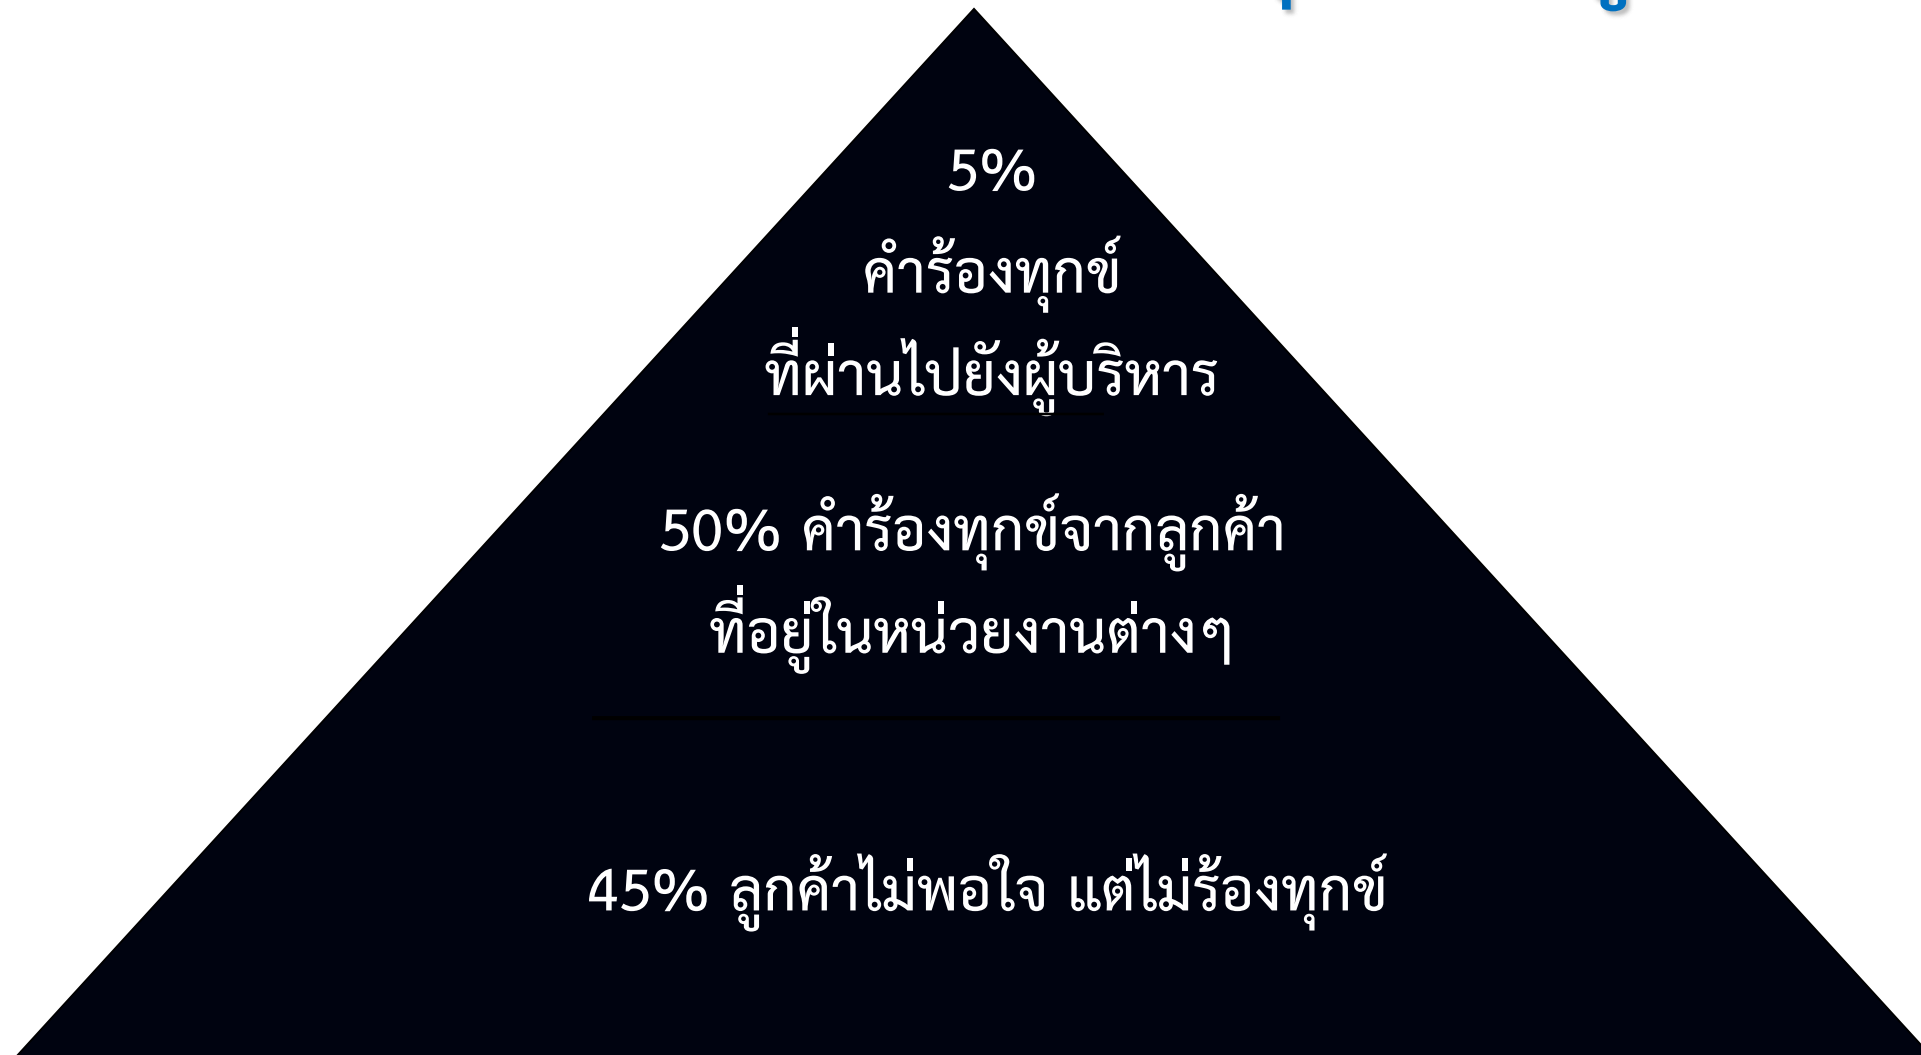 5%
คำร้องทุกข์
ที่ผ่านไปยังผู้บริหาร
50% คำร้องทุกข์จากลูกค้า
ที่อยู่ในหน่วยงานต่างๆ
45% ลูกค้าไม่พอใจ แต่ไม่ร้องทุกข์